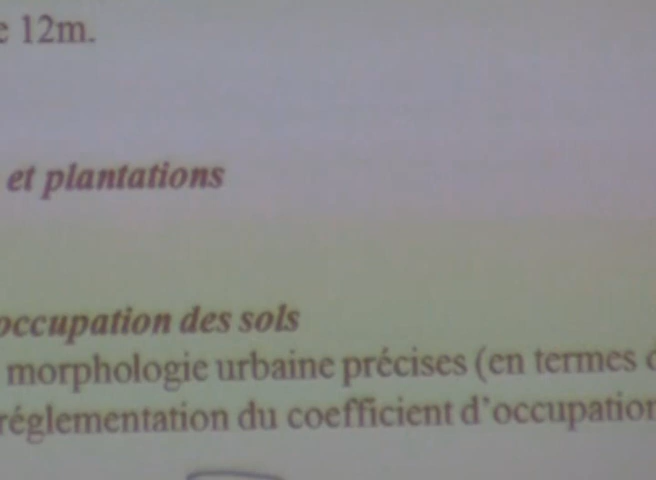 e 12m.
et plantations
occupation des sols
morphologie urbaine précises (en termes d
réglementation du coefficient d'occupation